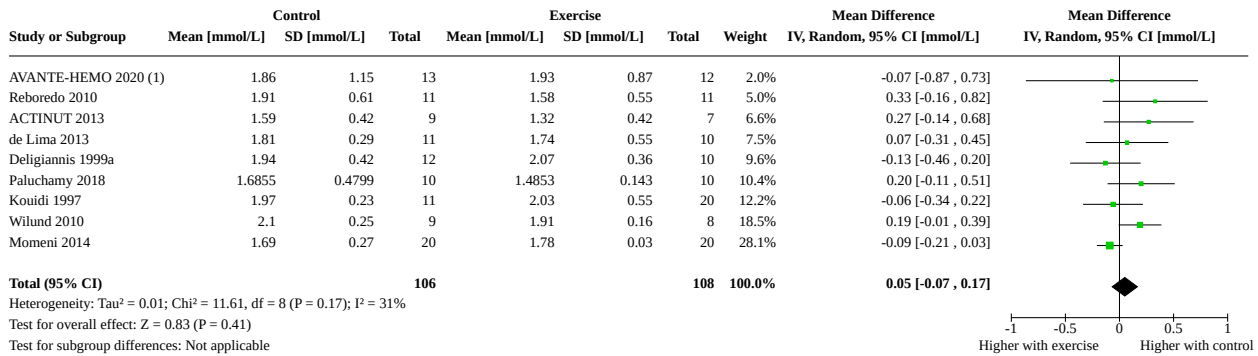 Control Exercise Mean Difference Mean Difference
Study or Subgroup Mean [mmol/L] SD [mmol/L] Total Mean [mmol/L] SD [mmol/L] Total Weight IV, Random, 95% CI [mmol/L] IV, Random, 95% CI [mmol/L]
AVANTE-HEMO 2020 (1) 1.86 1.15 13 1.93 0.87 12 2.0% -0.07 [-0.87 , 0.73]
Reboredo 2010 1.91 0.61 11 1.58 0.55 11 5.0% 0.33 [-0.16 , 0.82]
ACTINUT 2013 1.59 0.42 9 1.32 0.42 7 6.6% 0.27 [-0.14 , 0.68]
de Lima 2013 1.81 0.29 11 1.74 0.55 10 7.5% 0.07 [-0.31 , 0.45]
Deligiannis 1999a 1.94 0.42 12 2.07 0.36 10 9.6% -0.13 [-0.46 , 0.20]
Paluchamy 2018 1.6855 0.4799 10 1.4853 0.143 10 10.4% 0.20 [-0.11 , 0.51]
Kouidi 1997 1.97 0.23 11 2.03 0.55 20 12.2% -0.06 [-0.34 , 0.22]
Wilund 2010 2.1 0.25 9 1.91 0.16 8 18.5% 0.19 [-0.01 , 0.39]
Momeni 2014 1.69 0.27 20 1.78 0.03 20 28.1% -0.09 [-0.21 , 0.03]
Total (95% CI) 106 108 100.0% 0.05 [-0.07 , 0.17]
Heterogeneity: Tau² = 0.01; Chi² = 11.61, df = 8 (P = 0.17); I² = 31%
Test for overall effect: Z = 0.83 (P = 0.41)
Test for subgroup differences: Not applicable
-1 -0.5 0 0.5 1
Higher with exercise Higher with control